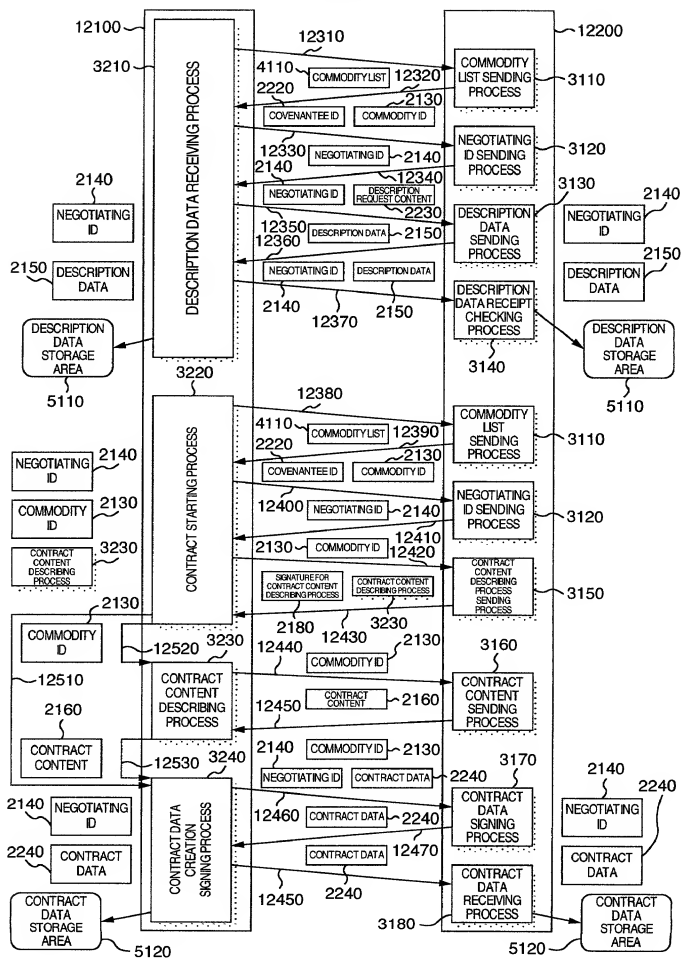 12100
12310
12200
3210
4110
COMMODITY LIST
12320
COMMODITY
LIST SENDING
PROCESS
3110
2220
2130
COVENANTEE ID
COMMODITY ID
12330
NEGOTIATING ID
2140
NEGOTIATING
ID SENDING
PROCESS
3120
2140
12340
NEGOTIATING ID
DESCRIPTION
REQUEST CONTENT
2230
3130
2140
NEGOTIATING
ID
12350
12360
DESCRIPTION DATA
2150
DESCRIPTION
DATA
SENDING
PROCESS
2140
NEGOTIATING
ID
2150
DESCRIPTION
DATA
NEGOTIATING ID
DESCRIPTION DATA
2140
12370
2150
DESCRIPTION
DATA RECEIPT
CHECKING
PROCESS
3140
2150
DESCRIPTION
DATA
DESCRIPTION DATA RECEIVING PROCESS
DESCRIPTION
DATA
STORAGE
AREA
5110
DESCRIPTION
DATA
STORAGE
AREA
5110
3220
12380
4110
COMMODITY LIST
12390
COMMODITY
LIST SENDING
PROCESS
3110
2220
2130
COVENANTEE ID
COMMODITY ID
12400
NEGOTIATING ID
2140
12410
NEGOTIATING
ID SENDING
PROCESS
3120
2140
NEGOTIATING
ID
2130
COMMODITY
ID
3230
CONTRACT
CONTENT
DESCRIBING
PROCESS
CONTRACT STARTING PROCESS
2130
COMMODITY ID
12420
SIGNATURE FOR
CONTRACT CONTENT
DESCRIBING PROCESS
2180
CONTRACT CONTENT
DESCRIBING PROCESS
3230
12430
CONTRACT
CONTENT
DESCRIBING
PROCESS
SENDING
PROCESS
3150
2130
COMMODITY
ID
12520
12510
3230
12440
COMMODITY ID
2130
3160
CONTRACT
CONTENT
DESCRIBING
PROCESS
CONTRACT
CONTENT
2160
12450
CONTRACT
CONTENT
SENDING
PROCESS
2160
CONTRACT
CONTENT
12530
3240
COMMODITY ID
2130
2140
NEGOTIATING ID
CONTRACT DATA
2240
3170
12460
CONTRACT DATA
2240
12470
CONTRACT
DATA
SIGNING
PROCESS
2140
NEGOTIATING
ID
2240
CONTRACT DATA
2140
NEGOTIATING
ID
2240
CONTRACT DATA
CONTRACT DATA
CREATION
SIGNING PROCESS
CONTRACT DATA
2240
12450
CONTRACT
DATA
RECEIVING
PROCESS
3180
CONTRACT
DATA
STORAGE
AREA
5120
CONTRACT
DATA
STORAGE
AREA
5120